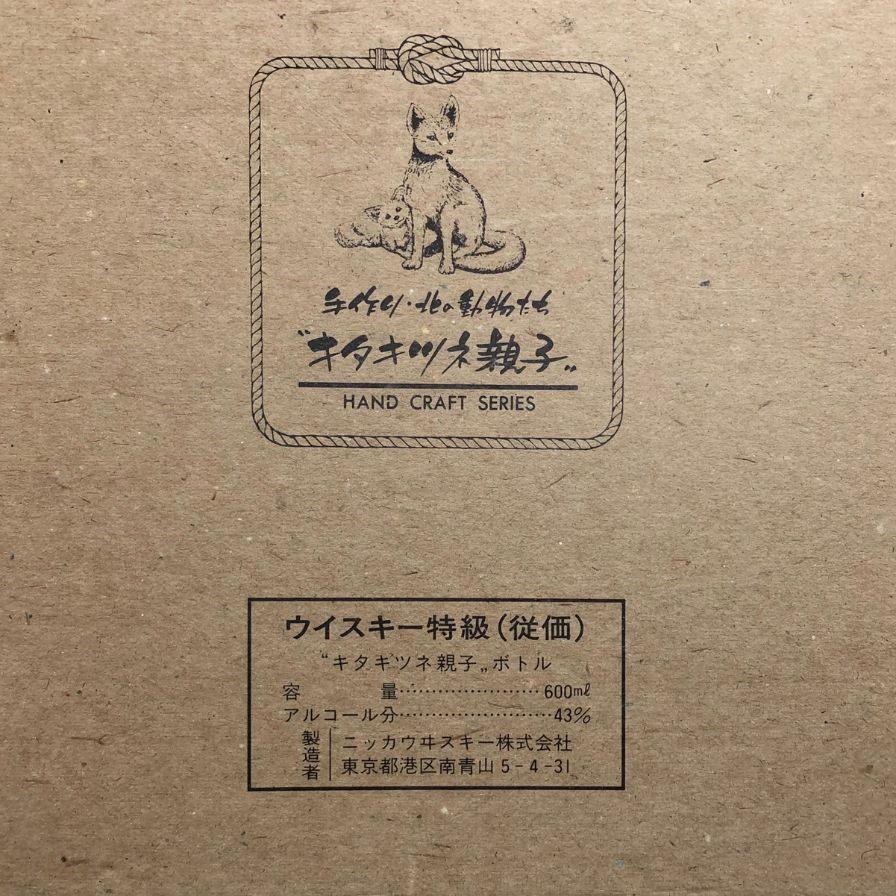 手づくり・北の動物たち
“キタキツネ親子„
HAND CRAFT SERIES
ウイスキー特級(従価)
“キタキツネ親子„ボトル
容　　量……………………600㎖
アルコール分……………………43%
製造者
ニッカウヰスキー株式会社
東京都港区南青山5-4-31